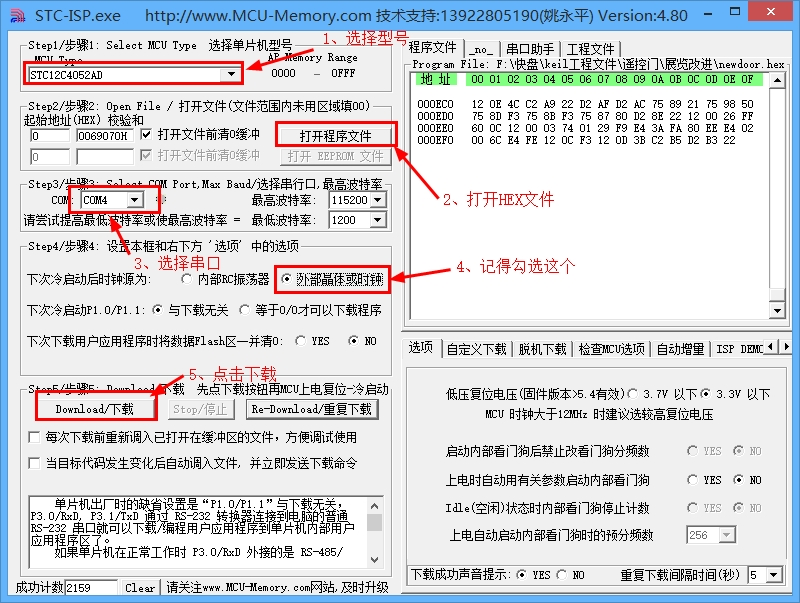 STC-ISP.exe http://www.MCU-Memory.com 技术支持:13922805190(姚永平) Version:4.80
Step1/步骤1: Select MCU Type 选择单片机型号
1、选择型号
MCU Type
AP Memory Range
STC12C4052AD
0000 - 0FFF
Step2/步骤2: Open File / 打开文件(文件范围内未用区域填00)
起始地址(HEX) 校验和
0
0069070H
打开文件前清0缓冲
打开程序文件
0
打开文件前清0缓冲
打开 EEPROM 文件
2、打开HEX文件
Step3/步骤3: Select COM Port,Max Baud/选择串行口,最高波特率
COM:
COM4
最高波特率:
115200
请尝试提高最低波特率或使最高波特率 =
最低波特率:
1200
Step4/步骤4: 设置本框和右下方 '选项' 中的选项
3、选择串口
下次冷启动后时钟源为:
内部RC振荡器
外部晶体或时钟
4、记得勾选这个
下次冷启动P1.0/P1.1:
与下载无关
等于0/0才可以下载程序
下次下载用户应用程序时将数据Flash区一并清0:
YES
NO
5、点击下载
Step5/步骤5: Download/下载 先点下载按钮再MCU上电复位-冷启动
Download/下载
Stop/停止
Re-Download/重复下载
每次下载前重新调入已打开在缓冲区的文件，方便调试使用
当目标代码发生变化后自动调入文件，并立即发送下载命令
单片机出厂时的缺省设置是“P1.0/P1.1”与下载无关，
P3.0/RxD, P3.1/TxD 通过 RS-232 转换器连接到电脑的普通
RS-232 串口就可以下载/编程用户应用程序到单片机内部用户
应用程序区了。
如果单片机在正常工作时 P3.0/RxD 外接的是 RS-485/
成功计数
2159
Clear
请关注www.MCU-Memory.com网站,及时升级
程序文件
_no_
串口助手
工程文件
Program File: F:\快盘\keil工程文件\遥控门\展览改进\newdoor.hex
地 址 00 01 02 03 04 05 06 07 08 09 0A 0B 0C 0D 0E 0F
000EC0 12 0E 4C C2 A9 22 D2 AF D2 AC 75 89 21 75 98 50
000ED0 75 8D F3 75 8B F3 75 87 80 D2 8E 22 12 00 26 FF
000EE0 60 0C 12 00 03 74 01 29 F9 E4 3A FA 80 EE E4 02
000EF0 00 6C E4 FE 12 0C F3 12 0D 3B C2 B5 D2 B3 22
选项
自定义下载
脱机下载
检查MCU选项
自动增量
ISP DEMO
低压复位电压(固件版本>5.4有效)
3.7V 以下
3.3V 以下
MCU 时钟大于12MHz 时建议选较高复位电压
启动内部看门狗后禁止改看门狗分频数
YES
NO
上电时自动用有关参数启动内部看门狗
YES
NO
Idle(空闲)状态时内部看门狗停止计数
YES
NO
上电自动启动内部看门狗时的预分频数
256
下载成功声音提示:
YES
NO
重复下载间隔时间(秒)
5